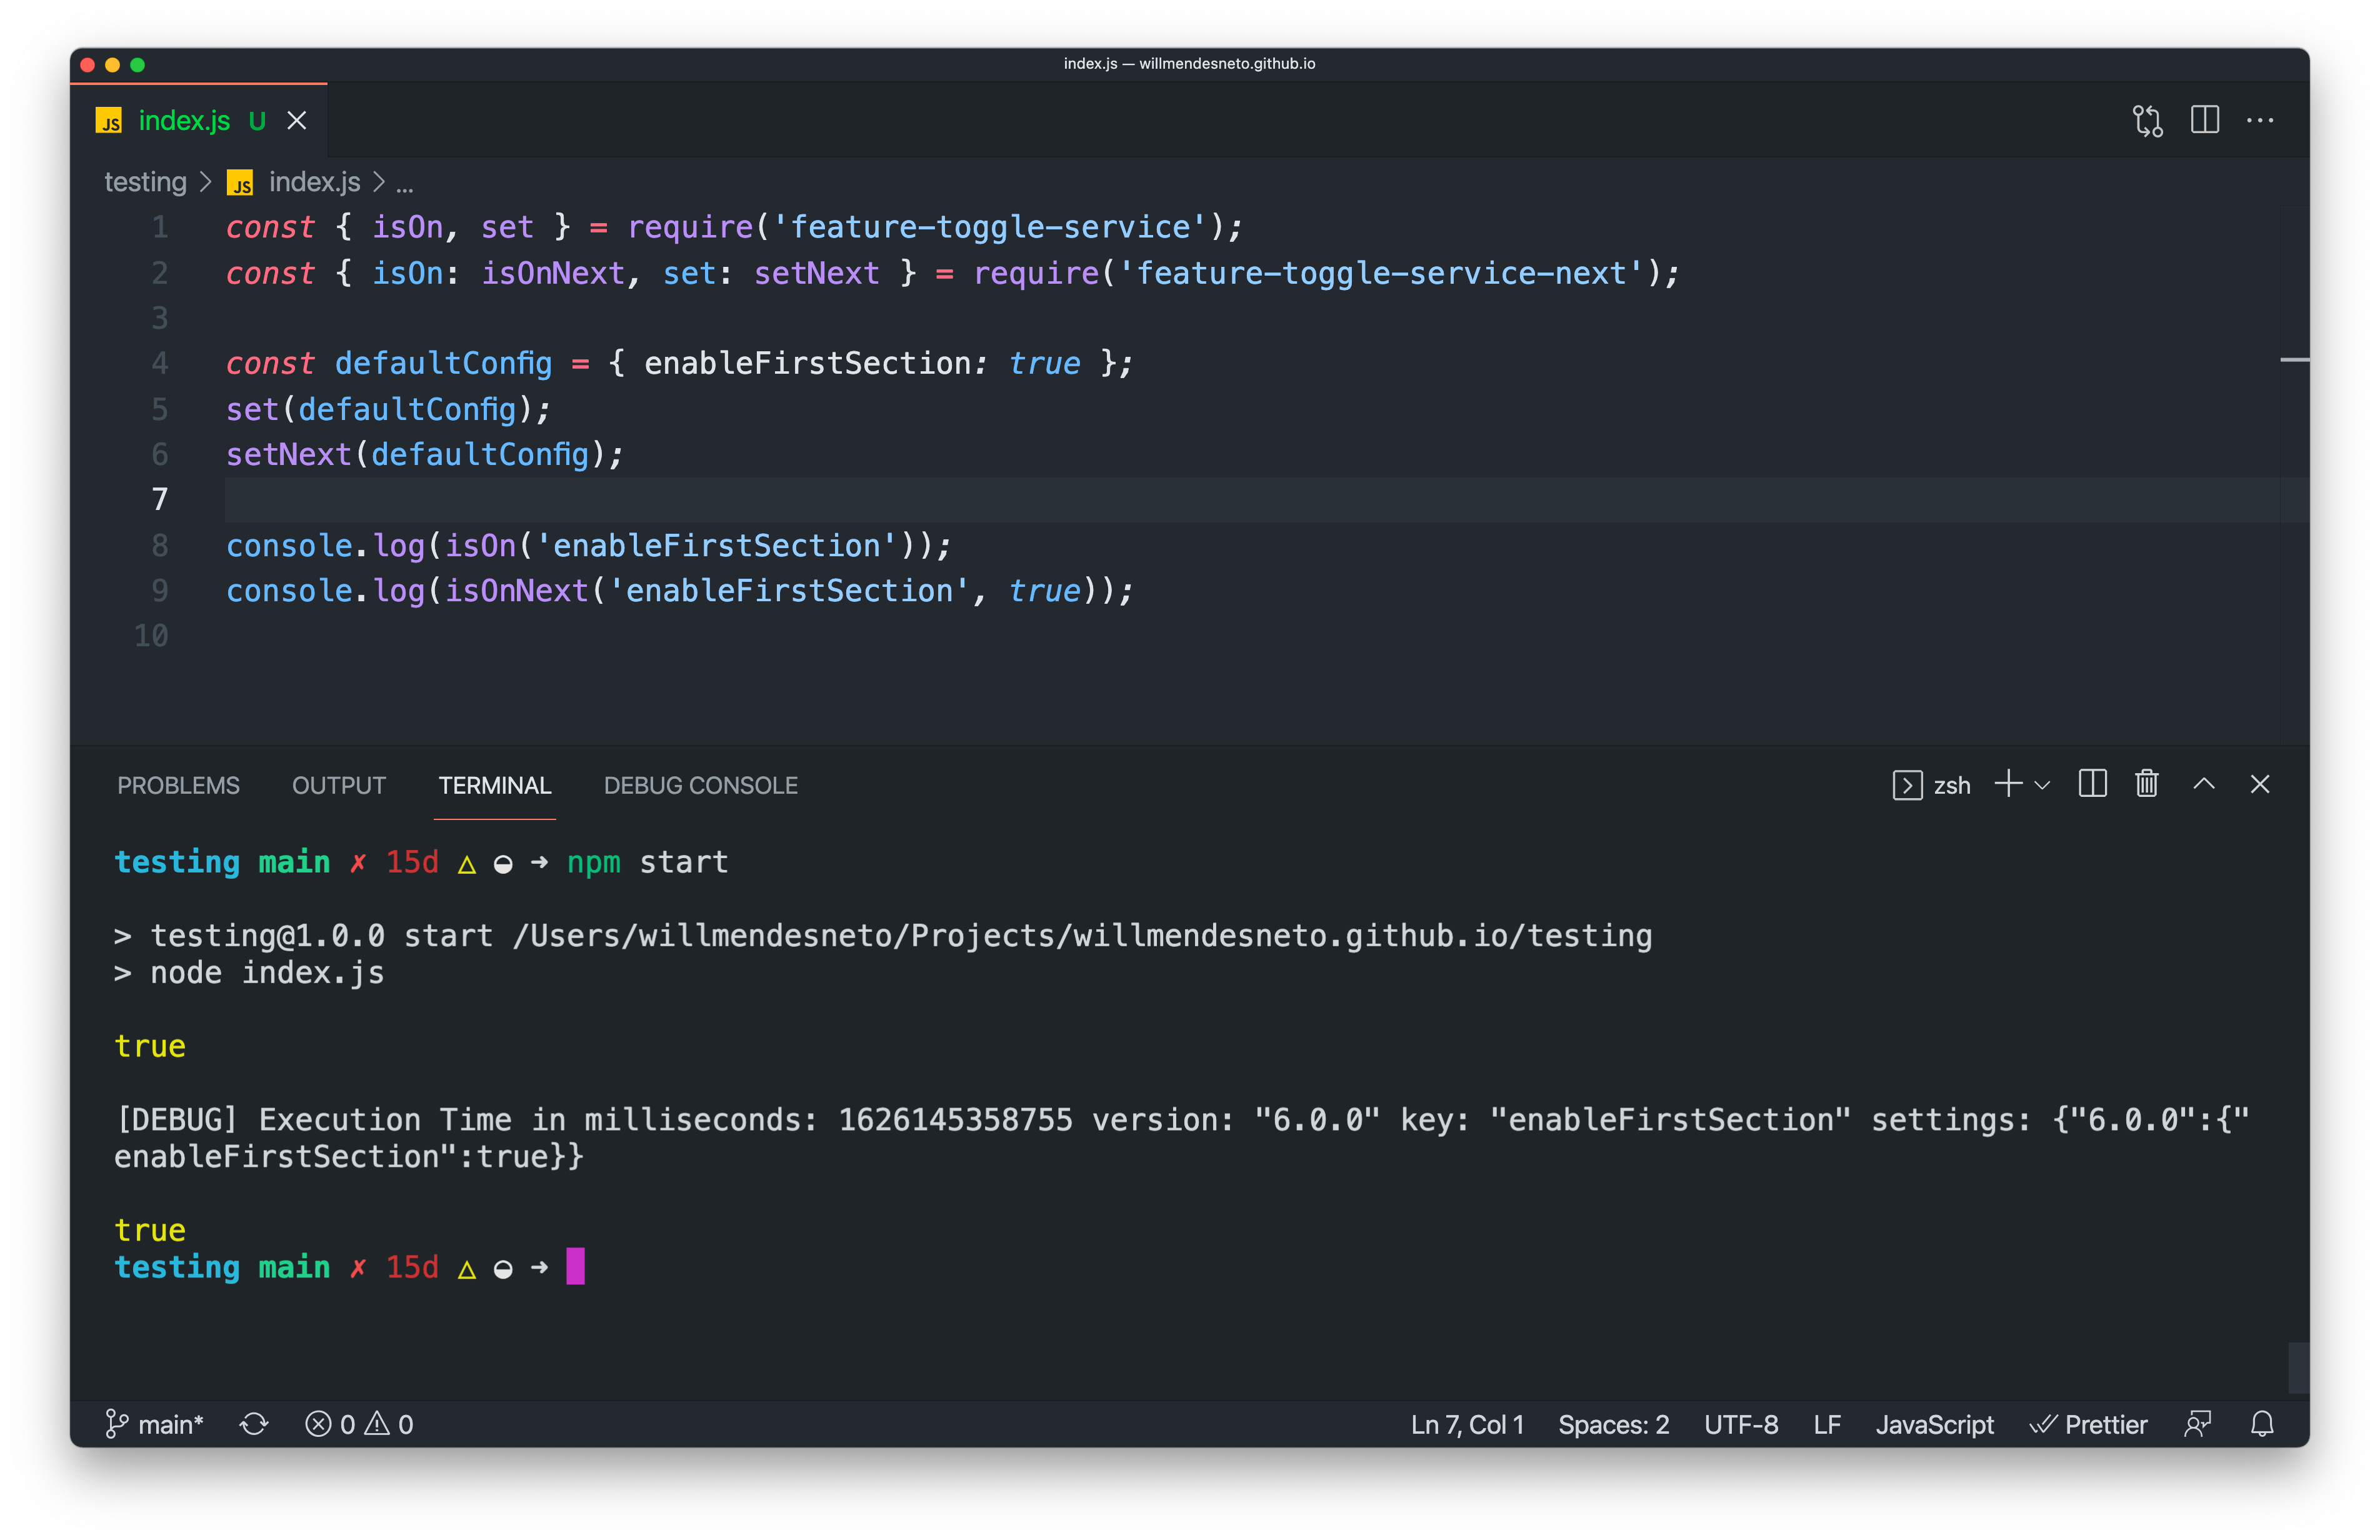 index.js — willmendesneto.github.io
JS index.js U
testing > JS index.js > ...
1 const { isOn, set } = require('feature-toggle-service');
2 const { isOn: isOnNext, set: setNext } = require('feature-toggle-service-next');
3
4 const defaultConfig = { enableFirstSection: true };
5 set(defaultConfig);
6 setNext(defaultConfig);
7
8 console.log(isOn('enableFirstSection'));
9 console.log(isOnNext('enableFirstSection', true));
10
PROBLEMS OUTPUT TERMINAL DEBUG CONSOLE zsh
testing main ✗ 15d △ ◒ ➜ npm start
> testing@1.0.0 start /Users/willmendesneto/Projects/willmendesneto.github.io/testing
> node index.js
true
[DEBUG] Execution Time in milliseconds: 1626145358755 version: "6.0.0" key: "enableFirstSection" settings: {"6.0.0":{"
enableFirstSection":true}}
true
testing main ✗ 15d △ ◒ ➜
main* 0 0 Ln 7, Col 1 Spaces: 2 UTF-8 LF JavaScript Prettier